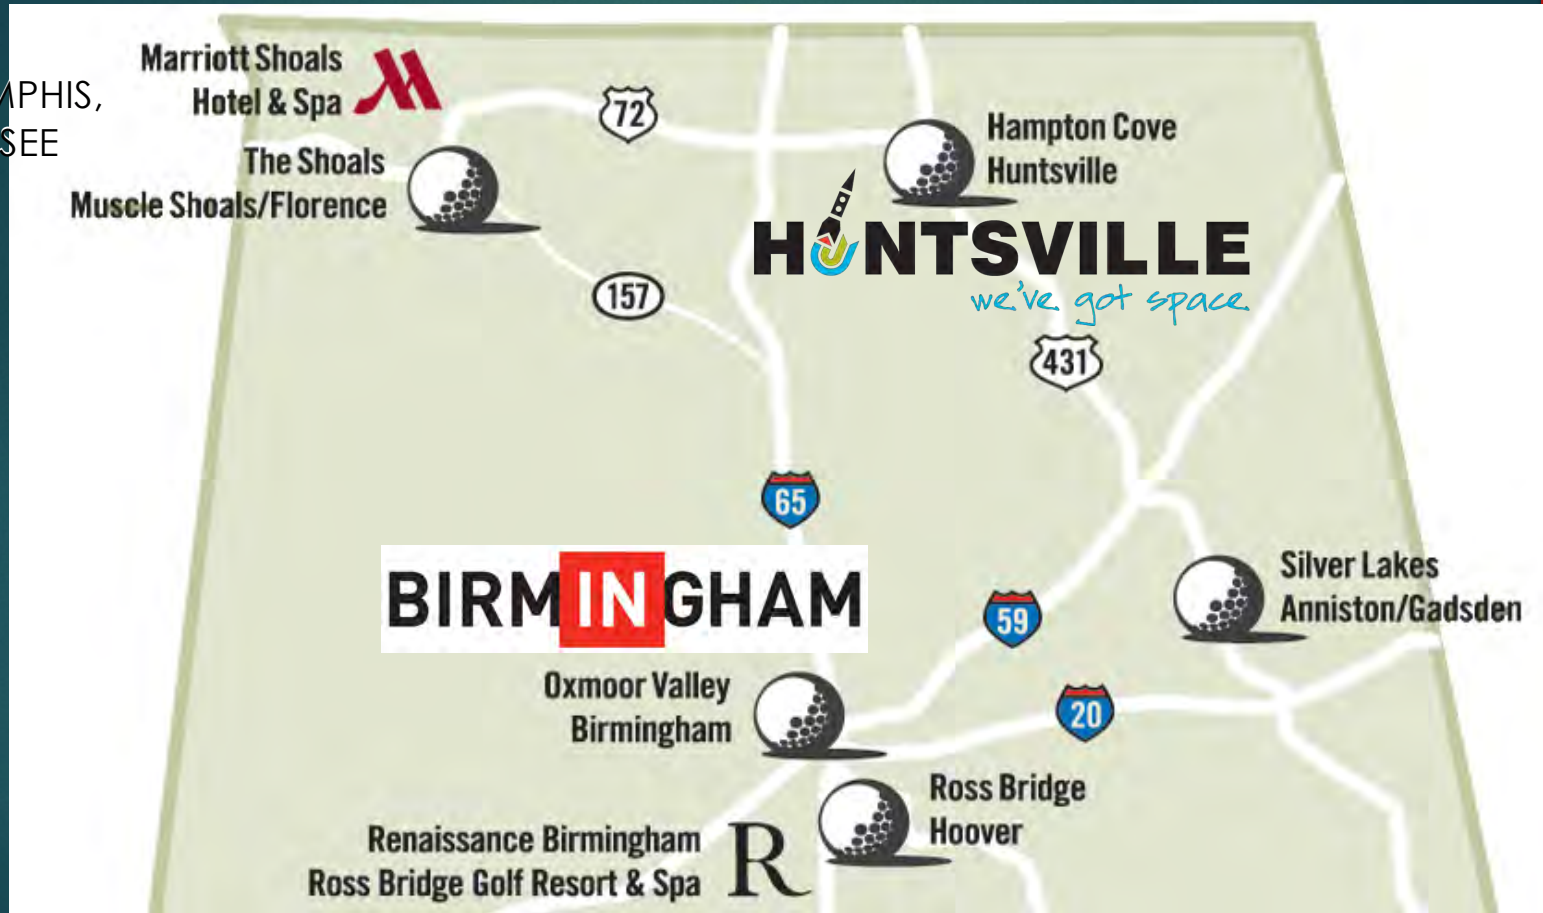 Marriott Shoals
Hotel & Spa
MPHIS,
SEE
72
The Shoals
Muscle Shoals/Florence
Hampton Cove
Huntsville
HUNTSVILLE
we've got space
157
431
65
BIRMINGHAM
Silver Lakes
Anniston/Gadsden
59
20
Oxmoor Valley
Birmingham
Ross Bridge
Hoover
Renaissance Birmingham
Ross Bridge Golf Resort & Spa
R